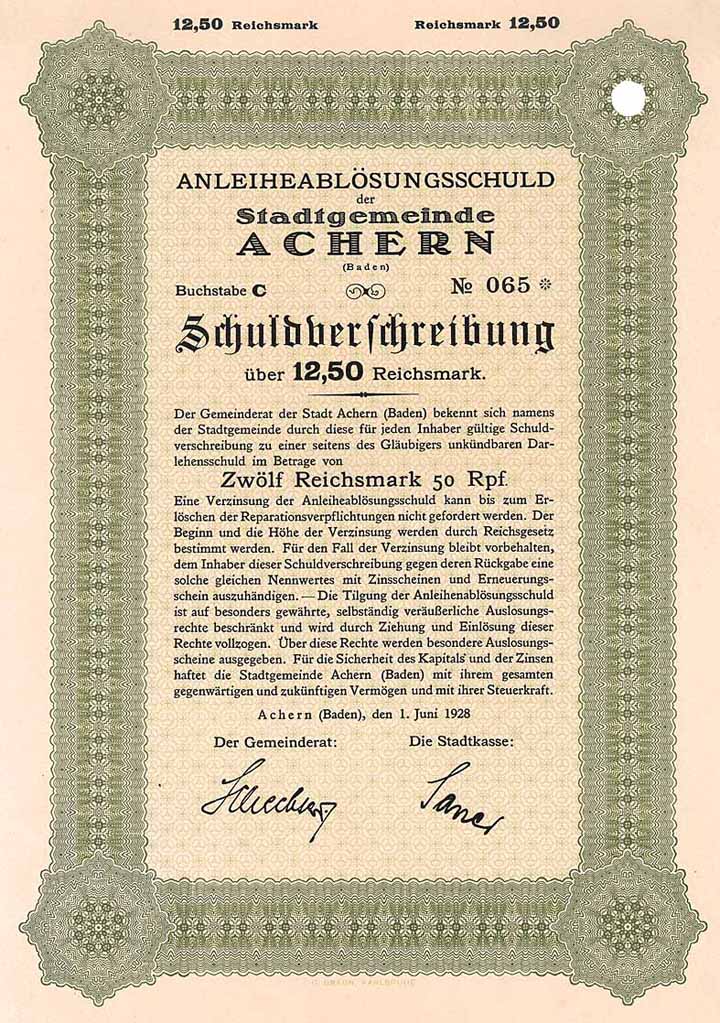 12,50 Reichsmark Reichsmark 12,50
ANLEIHEABLÖSUNGSSCHULD
der
Stadtgemeinde
ACHERN
(Baden)
Buchstabe C № 065 *
Schuldverschreibung
über 12,50 Reichsmark.
Der Gemeinderat der Stadt Achern (Baden) bekennt sich namens
der Stadtgemeinde durch diese für jeden Inhaber gültige Schuld-
verschreibung zu einer seitens des Gläubigers unkündbaren Dar-
lehensschuld im Betrage von
Zwölf Reichsmark 50 Rpf.
Eine Verzinsung der Anleiheablösungsschuld kann bis zum Er-
löschen der Reparationsverpflichtungen nicht gefordert werden. Der
Beginn und die Höhe der Verzinsung werden durch Reichsgesetz
bestimmt werden. Für den Fall der Verzinsung bleibt vorbehalten,
dem Inhaber dieser Schuldverschreibung gegen deren Rückgabe eine
solche gleichen Nennwertes mit Zinsscheinen und Erneuerungs-
schein auszuhändigen. — Die Tilgung der Anleihenablösungsschuld
ist auf besonders gewährte, selbständig veräußerliche Auslosungs-
rechte beschränkt und wird durch Ziehung und Einlösung dieser
Rechte vollzogen. Über diese Rechte werden besondere Auslosungs-
scheine ausgegeben. Für die Sicherheit des Kapitals und der Zinsen
haftet die Stadtgemeinde Achern (Baden) mit ihrem gesamten
gegenwärtigen und zukünftigen Vermögen und mit ihrer Steuerkraft.
Achern (Baden), den 1. Juni 1928
Der Gemeinderat: Die Stadtkasse:
G. BRAUN, KARLSRUHE